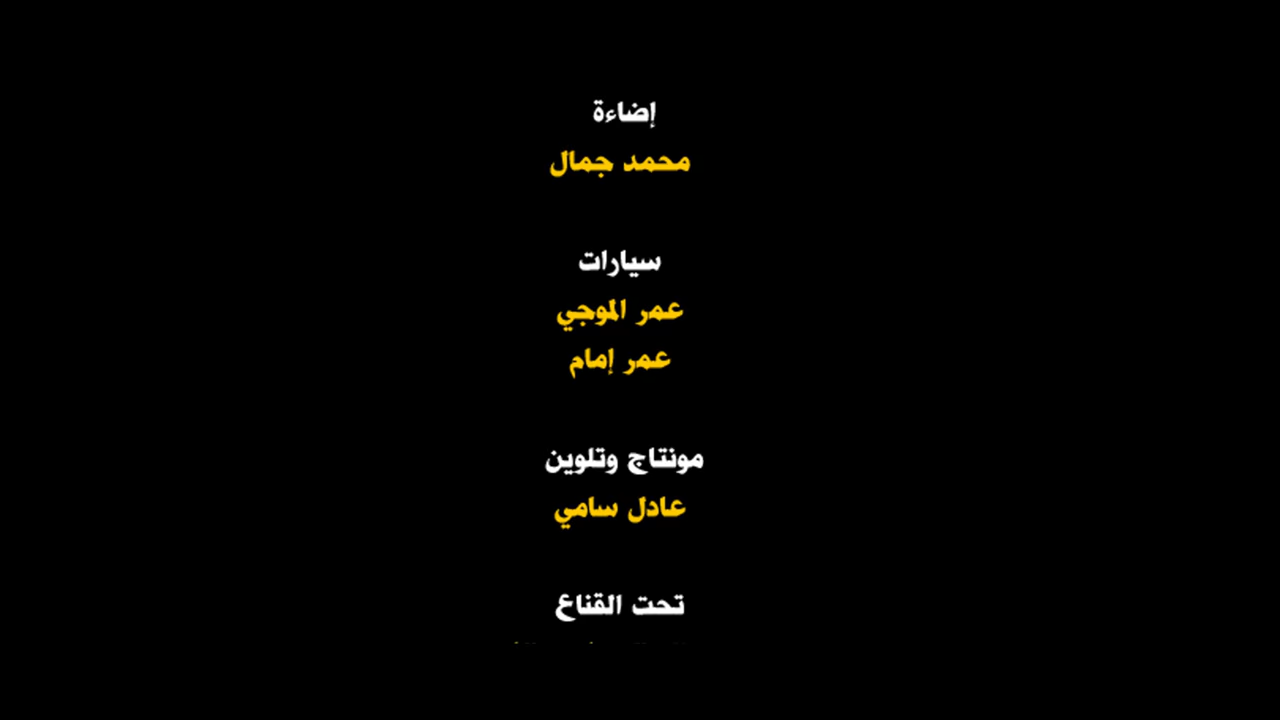 إضاءة
محمد جمال
سيارات
عمر الموجي
عمر إمام
مونتاج وتلوين
عادل سامي
تحت القناع